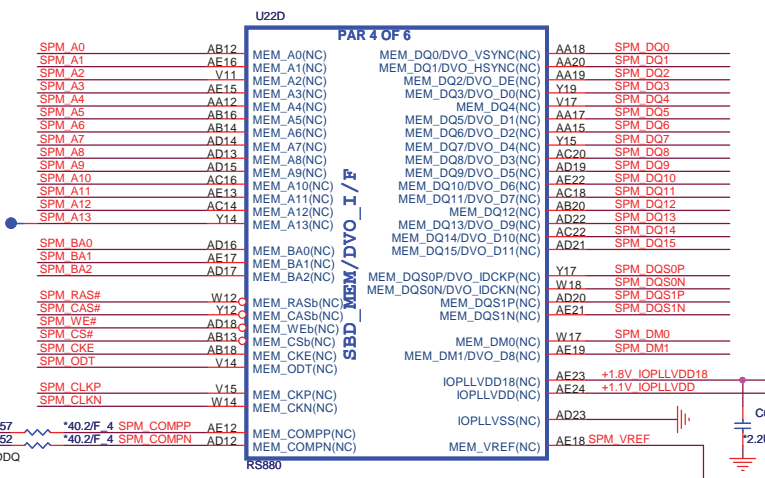 U22D
PAR 4 OF 6
SPM_A0 AB12 MEM_A0(NC) MEM_DQ0/DVO_VSYNC(NC) AA18 SPM_DQ0
SPM_A1 AE16 MEM_A1(NC) MEM_DQ1/DVO_HSYNC(NC) AA20 SPM_DQ1
SPM_A2 V11 MEM_A2(NC) MEM_DQ2/DVO_DE(NC) AA19 SPM_DQ2
SPM_A3 AE15 MEM_A3(NC) MEM_DQ3/DVO_D0(NC) Y19 SPM_DQ3
SPM_A4 AA12 MEM_A4(NC) MEM_DQ4(NC) V17 SPM_DQ4
SPM_A5 AB16 MEM_A5(NC) MEM_DQ5/DVO_D1(NC) AA17 SPM_DQ5
SPM_A6 AB14 MEM_A6(NC) MEM_DQ6/DVO_D2(NC) AA15 SPM_DQ6
SPM_A7 AD14 MEM_A7(NC) MEM_DQ7/DVO_D4(NC) Y15 SPM_DQ7
SPM_A8 AD13 MEM_A8(NC) MEM_DQ8/DVO_D3(NC) AC20 SPM_DQ8
SPM_A9 AD15 MEM_A9(NC) MEM_DQ9/DVO_D5(NC) AD19 SPM_DQ9
SPM_A10 AC16 MEM_A10(NC) MEM_DQ10/DVO_D6(NC) AE22 SPM_DQ10
SPM_A11 AE13 MEM_A11(NC) MEM_DQ11/DVO_D7(NC) AC18 SPM_DQ11
SPM_A12 AC14 MEM_A12(NC) MEM_DQ12(NC) AB20 SPM_DQ12
SPM_A13 Y14 MEM_A13(NC) MEM_DQ13/DVO_D9(NC) AD22 SPM_DQ13
MEM_DQ14/DVO_D10(NC) AC22 SPM_DQ14
SPM_BA0 AD16 MEM_BA0(NC) MEM_DQ15/DVO_D11(NC) AD21 SPM_DQ15
SPM_BA1 AE17 MEM_BA1(NC)
SPM_BA2 AD17 MEM_BA2(NC) MEM_DQS0P/DVO_IDCKP(NC) Y17 SPM_DQS0P
MEM_DQS0N/DVO_IDCKN(NC) W18 SPM_DQS0N
SPM_RAS# W12 MEM_RASb(NC) MEM_DQS1P(NC) AD20 SPM_DQS1P
SPM_CAS# Y12 MEM_CASb(NC) MEM_DQS1N(NC) AE21 SPM_DQS1N
SPM_WE# AD18 MEM_WEb(NC)
SPM_CS# AB13 MEM_CSb(NC) MEM_DM0(NC) W17 SPM_DM0
SPM_CKE AB18 MEM_CKE(NC) MEM_DM1/DVO_D8(NC) AE19 SPM_DM1
SPM_ODT V14 MEM_ODT(NC)
IOPLLVDD18(NC) AE23 +1.8V_IOPLLVDD18
SPM_CLKP V15 MEM_CKP(NC) IOPLLVDD(NC) AE24 +1.1V_IOPLLVDD
SPM_CLKN W14 MEM_CKN(NC)
IOPLLVSS(NC) AD23
57 *40.2/F_4 SPM_COMPP AE12 MEM_COMPP(NC)
52 *40.2/F_4 SPM_COMPN AD12 MEM_COMPN(NC) MEM_VREF(NC) AE18 SPM_VREF
SBD_MEM/DVO_I/F
RS880